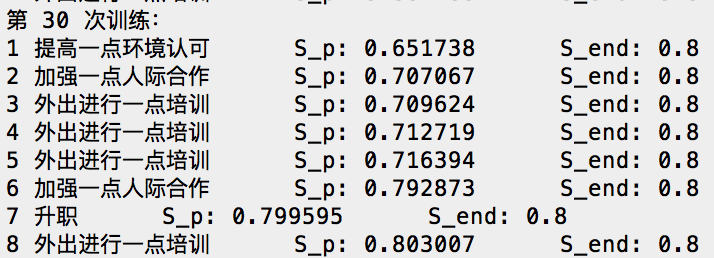 第 30 次训练:
1 提高一点环境认可 S_p: 0.651738 S_end: 0.8
2 加强一点人际合作 S_p: 0.707067 S_end: 0.8
3 外出进行一点培训 S_p: 0.709624 S_end: 0.8
4 外出进行一点培训 S_p: 0.712719 S_end: 0.8
5 外出进行一点培训 S_p: 0.716394 S_end: 0.8
6 加强一点人际合作 S_p: 0.792873 S_end: 0.8
7 升职 S_p: 0.799595 S_end: 0.8
8 外出进行一点培训 S_p: 0.803007 S_end: 0.8